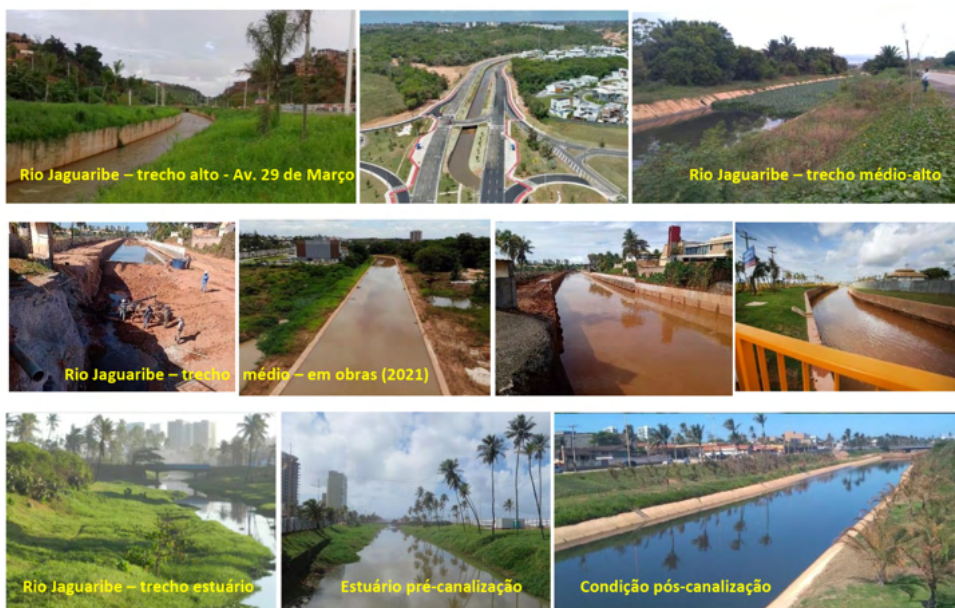 Rio Jaguaribe – trecho alto - Av. 29 de Março
Rio Jaguaribe – trecho médio-alto
Rio Jaguaribe – trecho médio – em obras (2021)
Rio Jaguaribe – trecho estuário
Estuário pré-canalização
Condição pós-canalização